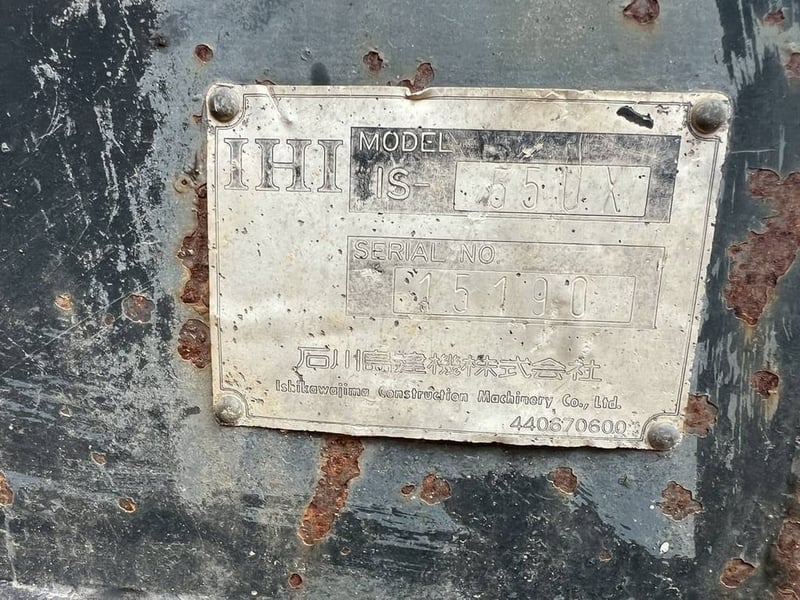 IHI
MODEL
IS- 55UX
SERIAL NO.
15190
石川島建機株式会社
Ishikawajima Construction Machinery Co., Ltd.
440670600